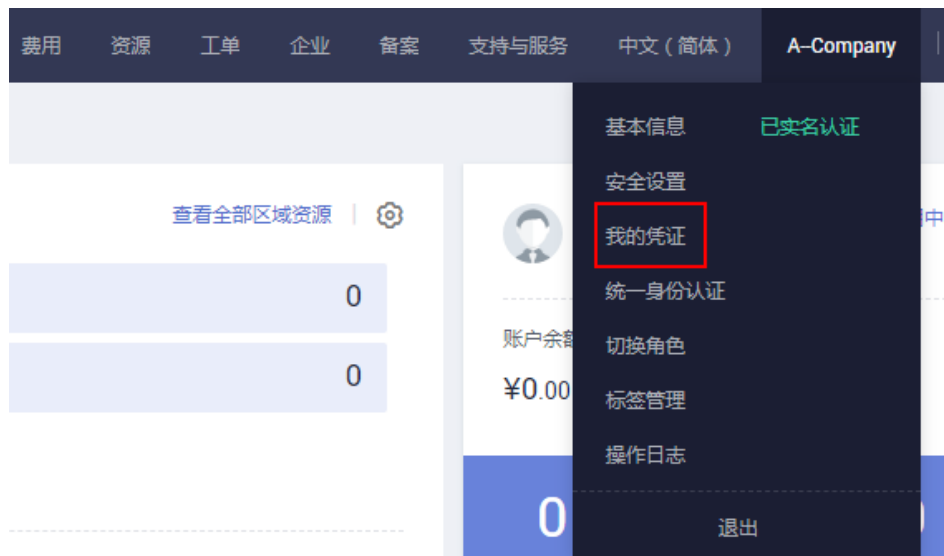 费用 资源 工单 企业 备案 支持与服务 中文（简体） A-Company
基本信息 已实名认证
安全设置
查看全部区域资源
我的凭证
统一身份认证
0
切换角色
账户余
0
¥0.00
标签管理
操作日志
0
退出